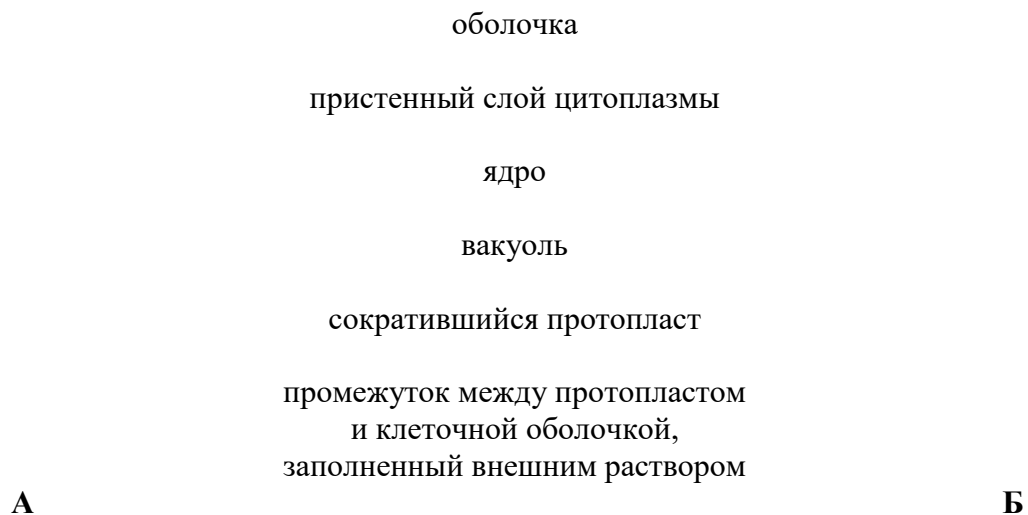 оболочка
пристенный слой цитоплазмы
ядро
вакуоль
сократившийся протопласт
промежуток между протопластом
и клеточной оболочкой,
заполненный внешним раствором
А Б